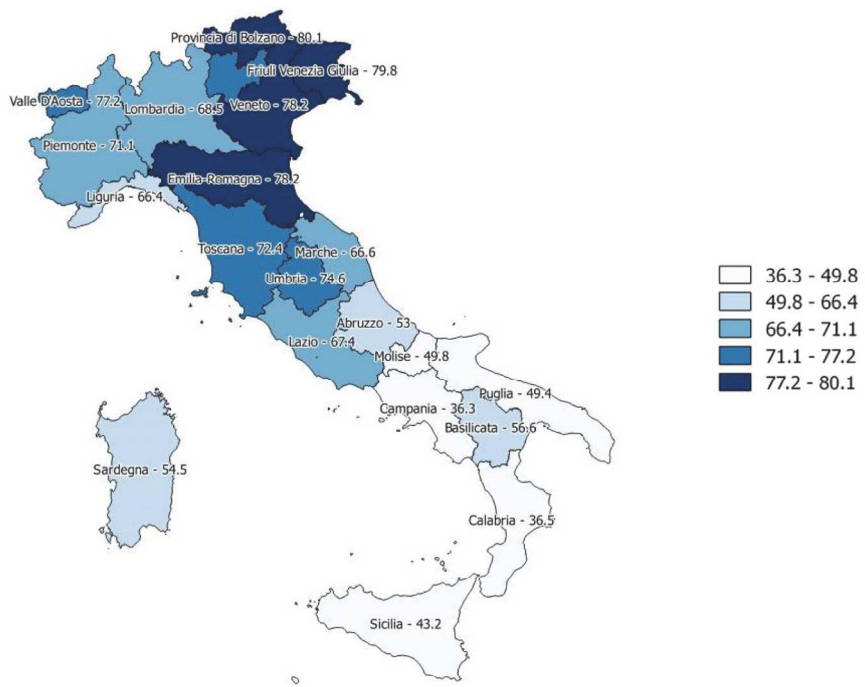 Provincia di Bolzano - 80.1
Friuli Venezia Giulia - 79.8
Valle D'Aosta - 77.2
Lombardia - 68.5
Veneto - 78.2
Piemonte - 71.1
Emilia-Romagna - 78.2
Liguria - 66.4
Toscana - 72.4
Marche - 66.6
Umbria - 74.6
Abruzzo - 53
Lazio - 67.4
Molise - 49.8
Puglia - 49.4
Campania - 36.3
Basilicata - 56.6
Sardegna - 54.5
Calabria - 36.5
Sicilia - 43.2
36.3 - 49.8
49.8 - 66.4
66.4 - 71.1
71.1 - 77.2
77.2 - 80.1